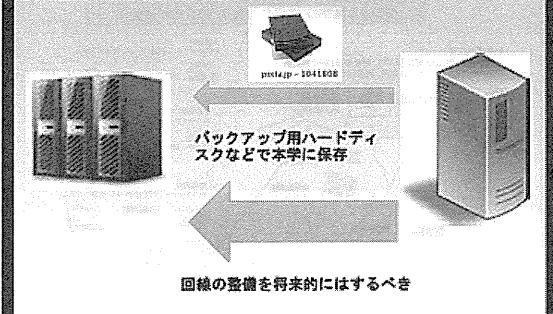 pixta.jp - 1041808
バックアップ用ハードディ
スクなどで本学に保存
回線の整備を将来的にはするべき